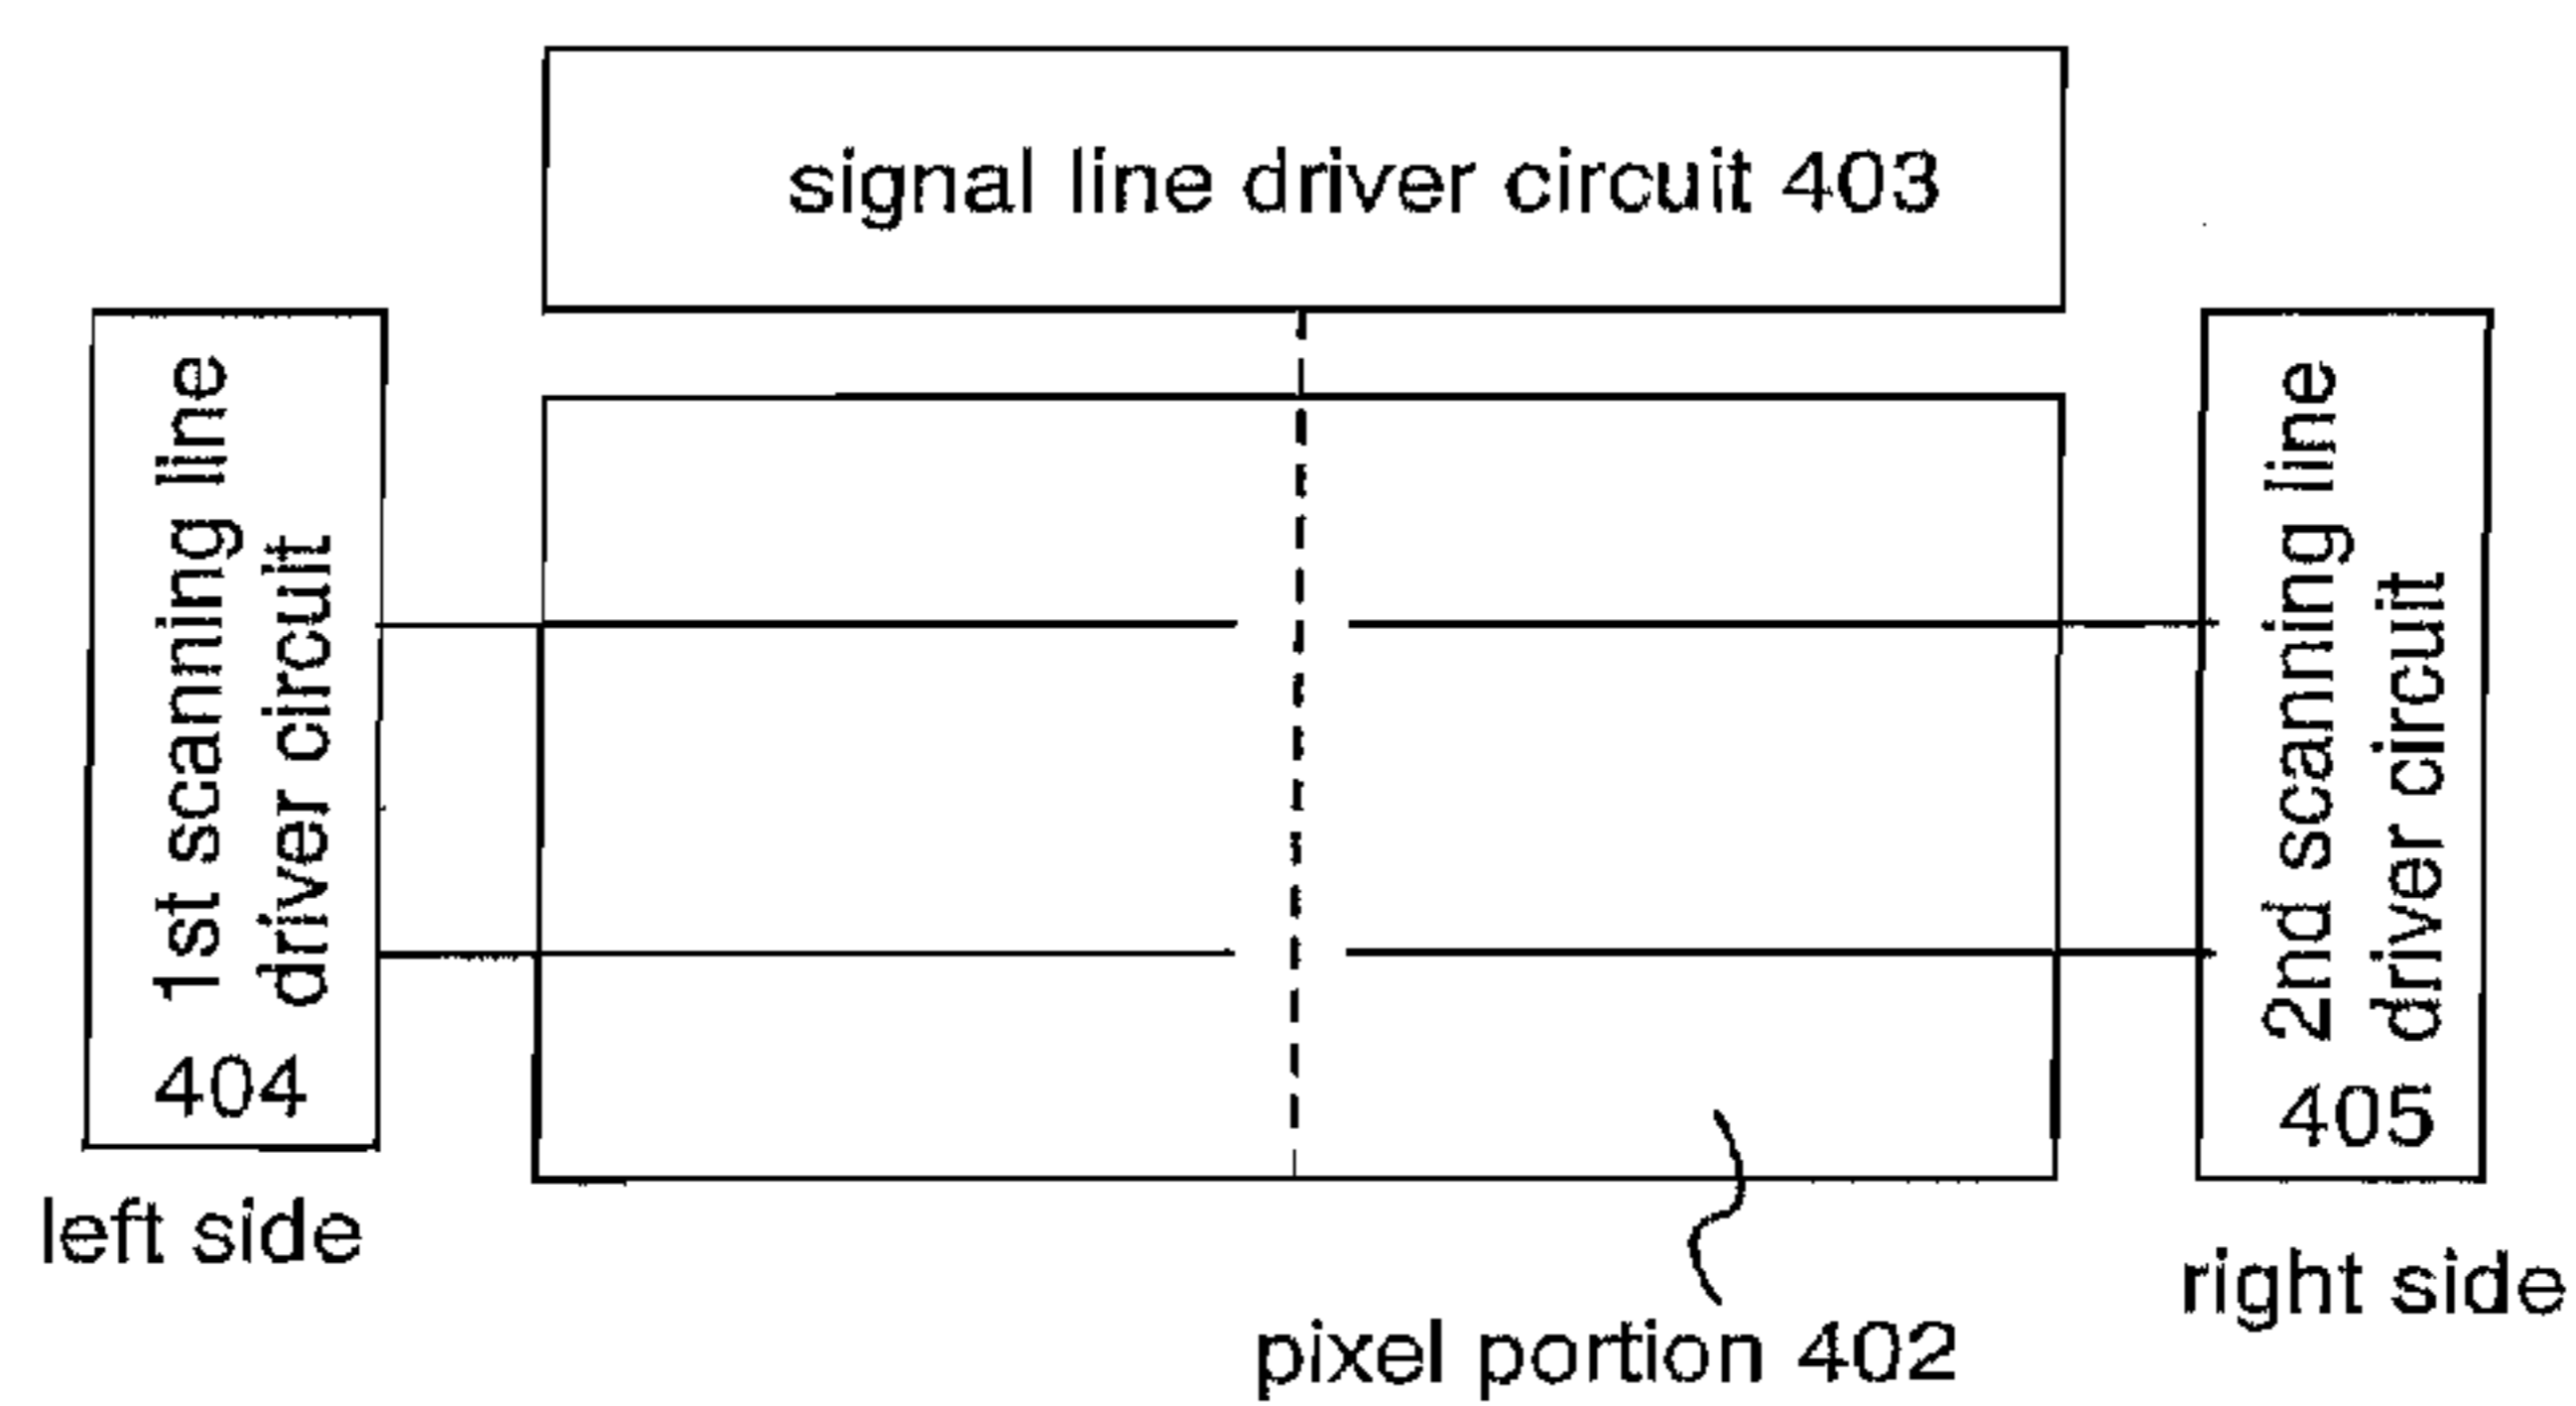 signal line driver circuit 403
1st scanning line
driver circuit
404
2nd scanning line
driver circuit
405
left side
right side
pixel portion 402